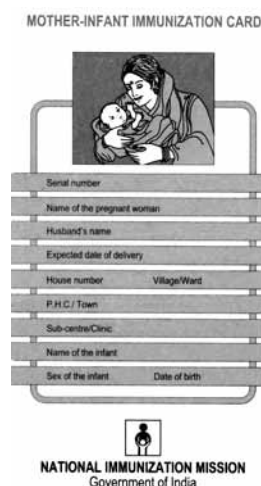 MOTHER-INFANT IMMUNIZATION CARD
Serial number
Name of the pregnant woman
Husband's name
Expected date of delivery
House number Village/Ward
P.H.C./ Town
Sub-centre/Clinic
Name of the infant
Sex of the infant Date of birth
NATIONAL IMMUNIZATION MISSION
Government of India